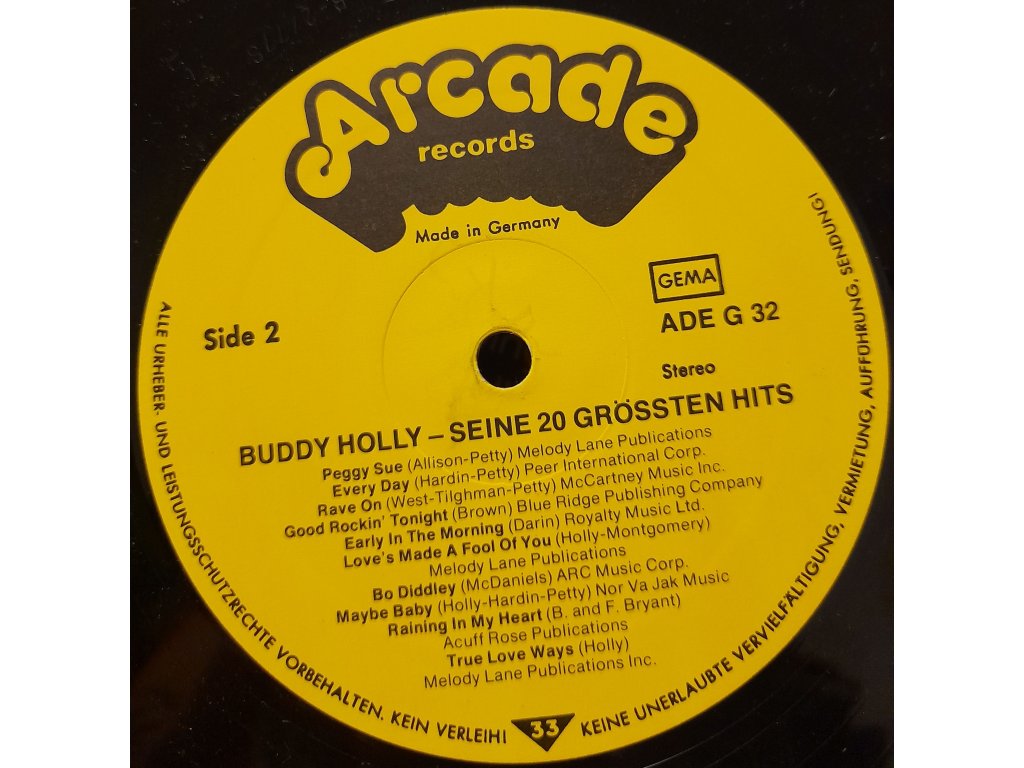 Arcade
records
Made in Germany
GEMA
ADE G 32
Side 2
Stereo
BUDDY HOLLY – SEINE 20 GRÖSSTEN HITS
Peggy Sue (Allison-Petty) Melody Lane Publications
Every Day (Hardin-Petty) Peer International Corp.
Rave On (West-Tilghman-Petty) McCartney Music Inc.
Good Rockin' Tonight (Brown) Blue Ridge Publishing Company
Early In The Morning (Darin) Royalty Music Ltd.
Love's Made A Fool Of You (Holly-Montgomery)
Melody Lane Publications
Bo Diddley (McDaniels) ARC Music Corp.
Maybe Baby (Holly-Hardin-Petty) Nor Va Jak Music
Raining In My Heart (B. and F. Bryant)
Acuff Rose Publications
True Love Ways (Holly)
Melody Lane Publications Inc.
ALLE URHEBER- UND LEISTUNGSSCHUTZRECHTE VORBEHALTEN. KEIN VERLEIH! 33 KEINE UNERLAUBTE VERVIELFÄLTIGUNG, VERMIETUNG, AUFFÜHRUNG, SENDUNG!